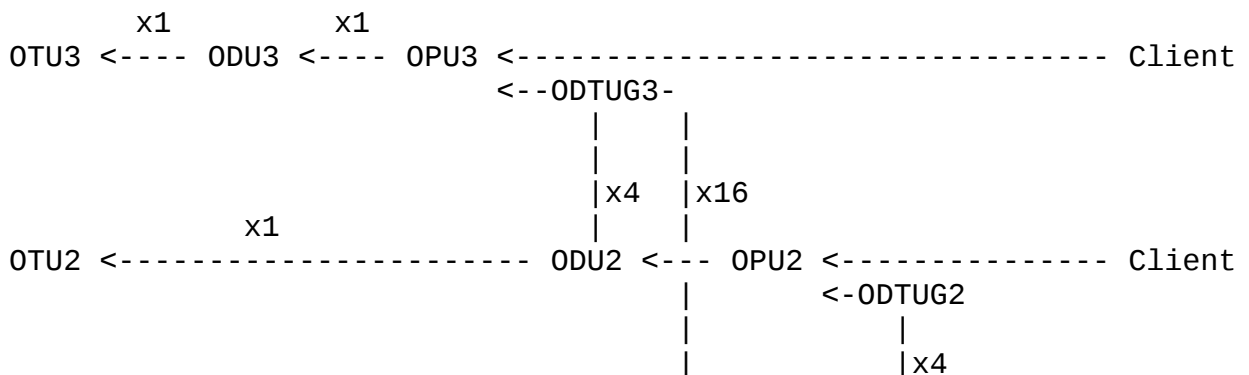 x1         x1
OTU3 <---- ODU3 <---- OPU3 <--------------------------------- Client
                           <--ODTUG3-
                                |    |
                                |    |
                                |x4  |x16
             x1                 |    |
OTU2 <----------------------- ODU2 <--- OPU2 <--------------- Client
                                     |       <-ODTUG2
                                     |           |
                                     |           |x4